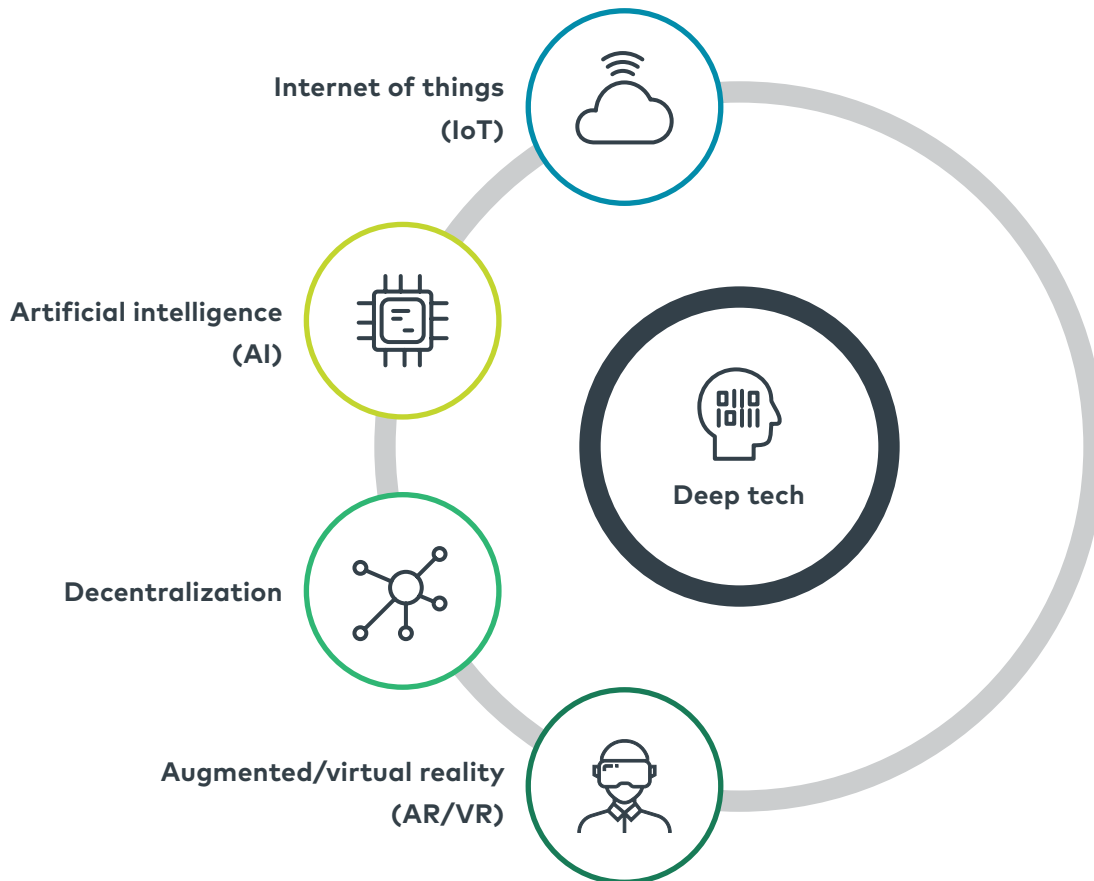 Internet of things
(IoT)
Artificial intelligence
(AI)
Deep tech
Decentralization
Augmented/virtual reality
(AR/VR)